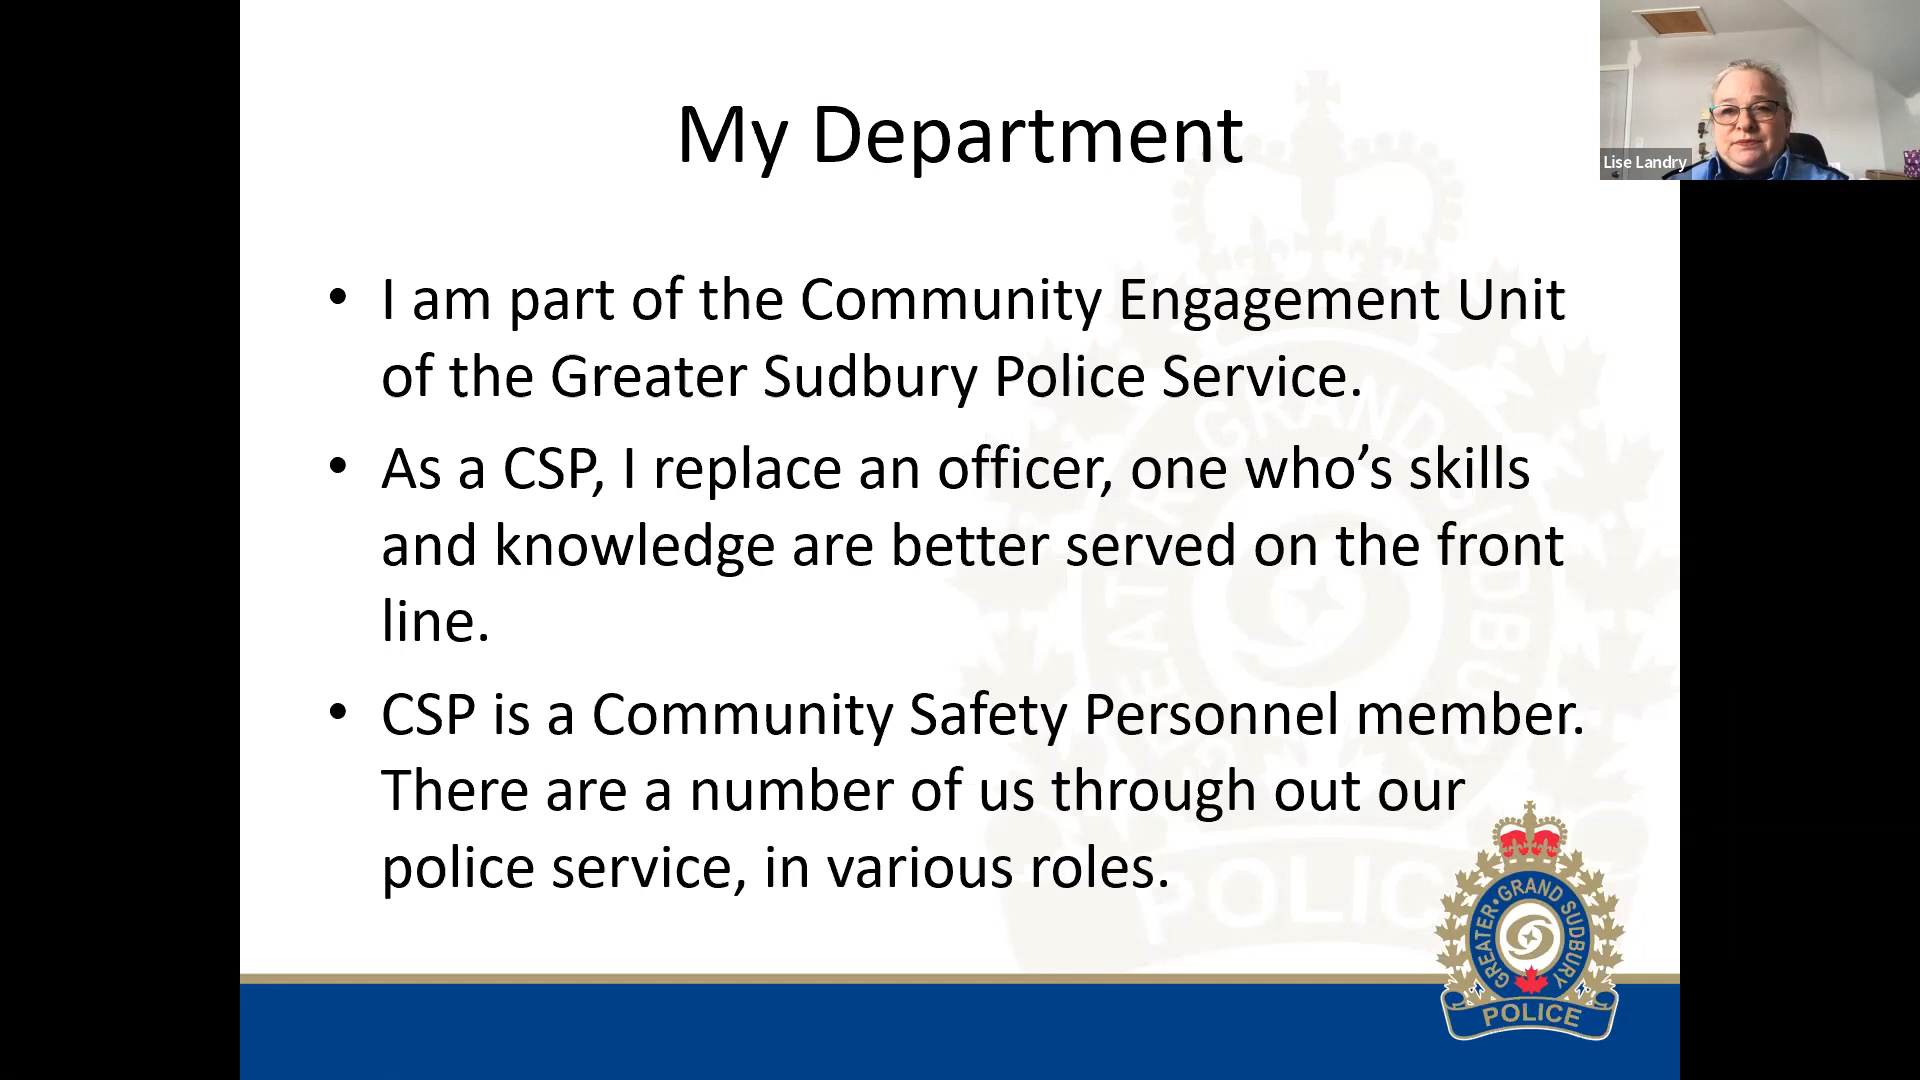 My Department
Lise Landry
• I am part of the Community Engagement Unit
of the Greater Sudbury Police Service.
• As a CSP, I replace an officer, one who’s skills
and knowledge are better served on the front
line.
• CSP is a Community Safety Personnel member.
There are a number of us through out our
police service, in various roles.
GREATER • GRAND SUDBURY
POLICE